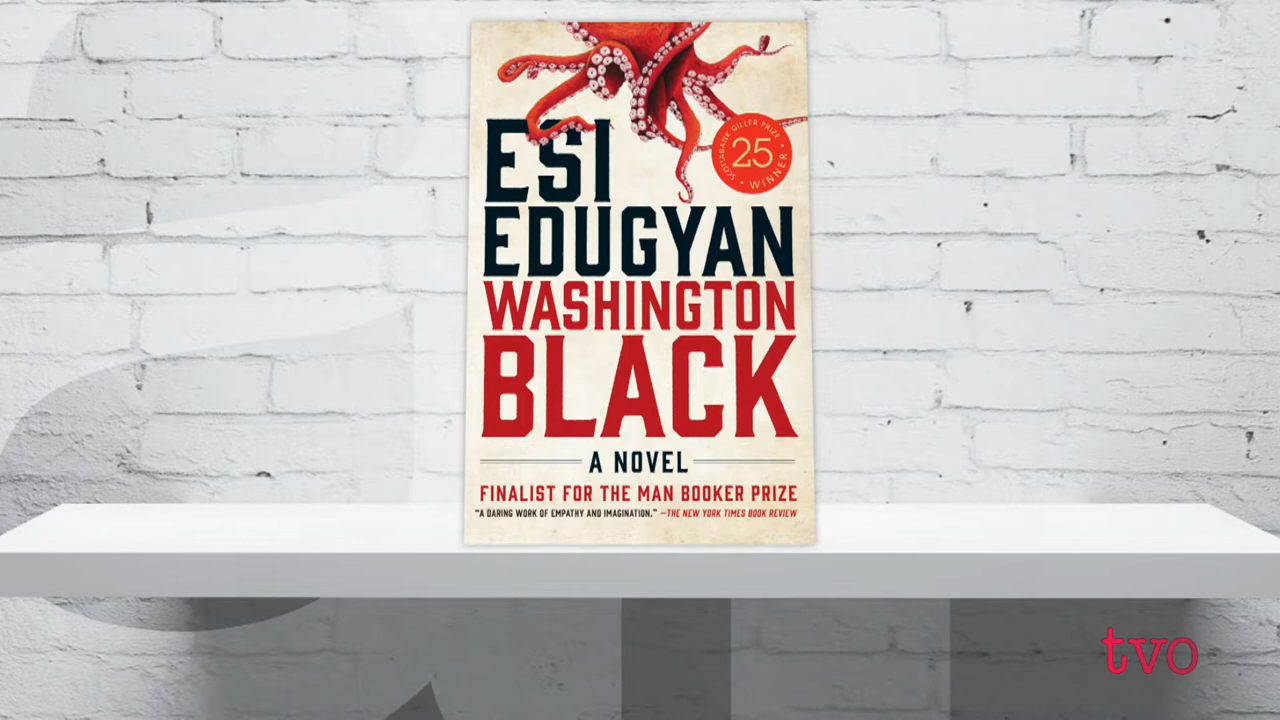 ESI
SCOTIABANK GILLER PRIZE
25
• WINNER •
EDUGYAN
WASHINGTON
BLACK
A NOVEL
FINALIST FOR THE MAN BOOKER PRIZE
"A DARING WORK OF EMPATHY AND IMAGINATION." —THE NEW YORK TIMES BOOK REVIEW
tvo